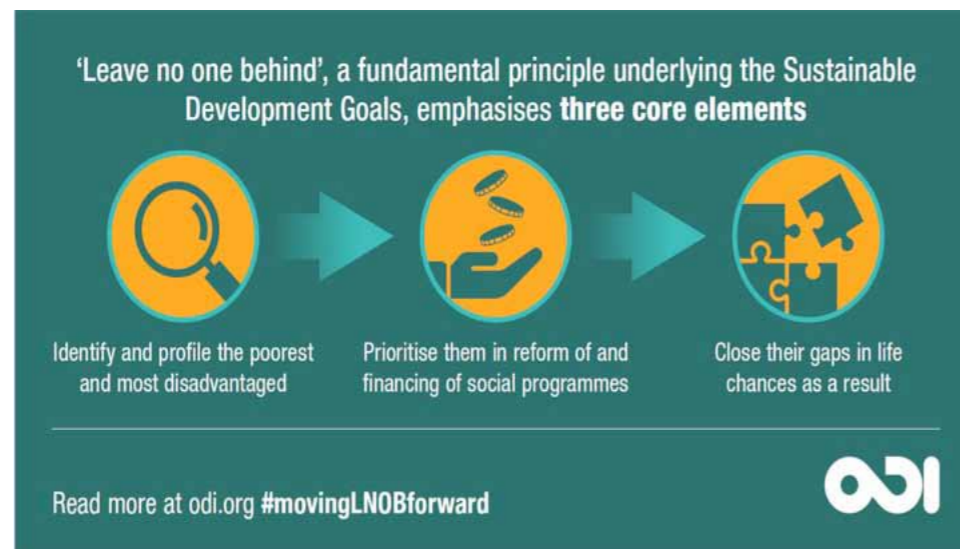 ‘Leave no one behind’, a fundamental principle underlying the Sustainable
Development Goals, emphasises three core elements
Identify and profile the poorest
and most disadvantaged
Prioritise them in reform of and
financing of social programmes
Close their gaps in life
chances as a result
Read more at odi.org #movingLNOBforward
ODI